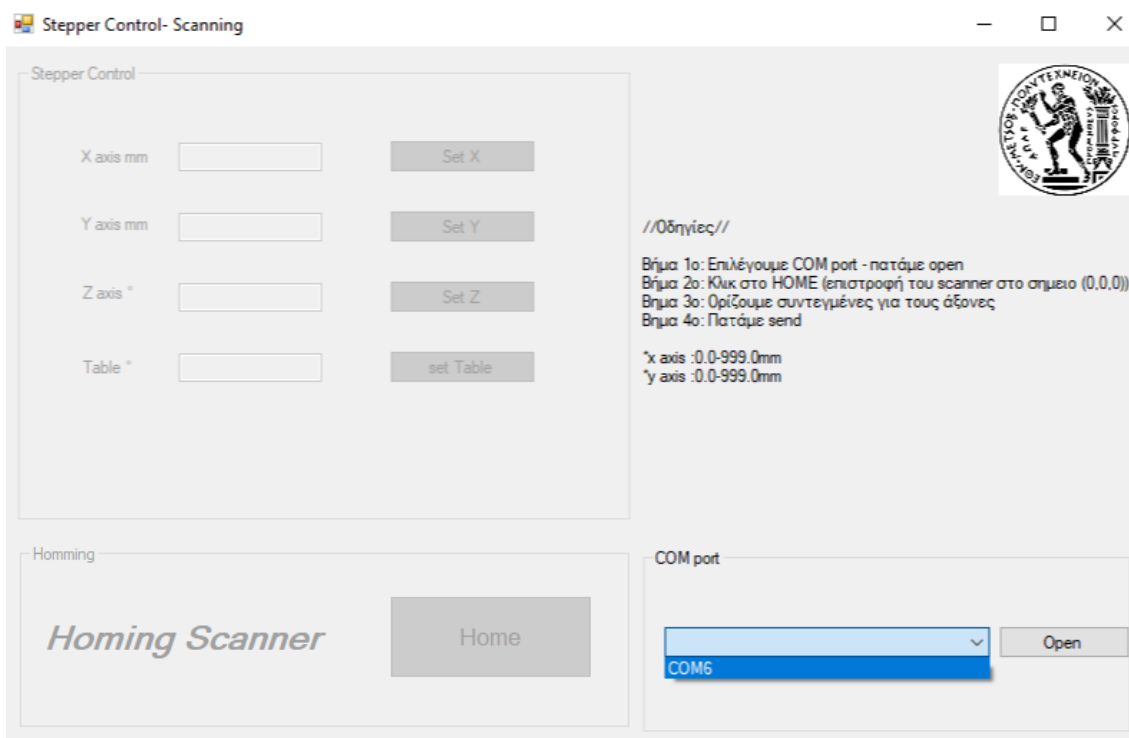 Stepper Control- Scanning
Stepper Control
X axis mm
Set X
Y axis mm
Set Y
Z axis °
Set Z
Table °
set Table
//Οδηγίες//
Βήμα 1ο: Επιλέγουμε COM port - πατάμε open
Βήμα 2ο: Κλικ στο HOME (επιστροφή του scanner στο σημειο (0,0,0))
Βημα 3ο: Ορίζουμε συντεγμένες για τους άξονες
Βημα 4ο: Πατάμε send
*x axis :0.0-999.0mm
*y axis :0.0-999.0mm
Homming
Homing Scanner
Home
COM port
Open
COM6